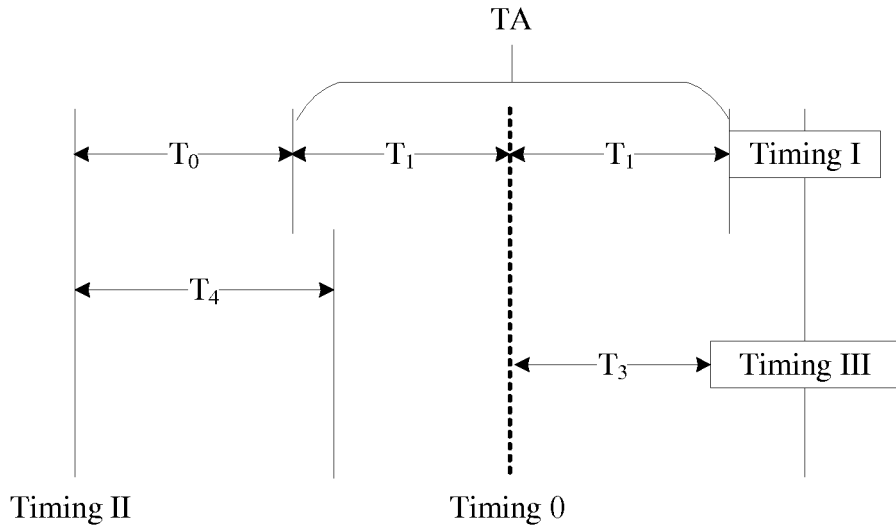 TA
T₀ T₁ T₁ Timing I
T₄
T₃ Timing III
Timing II Timing 0